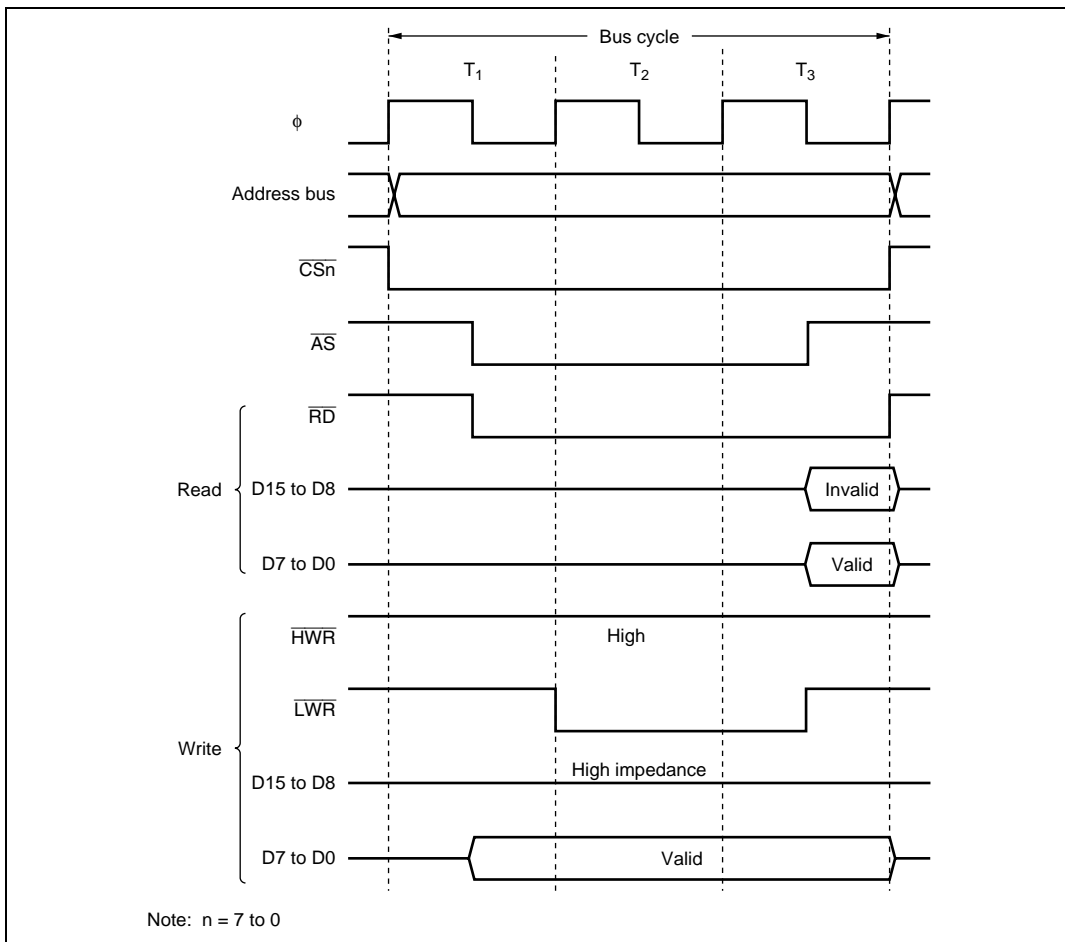 Bus cycle
T1 T2 T3
φ
Address bus
CSn
AS
RD
Read D15 to D8 Invalid
D7 to D0 Valid
HWR High
LWR
Write
High impedance
D15 to D8
D7 to D0 Valid
Note: n = 7 to 0